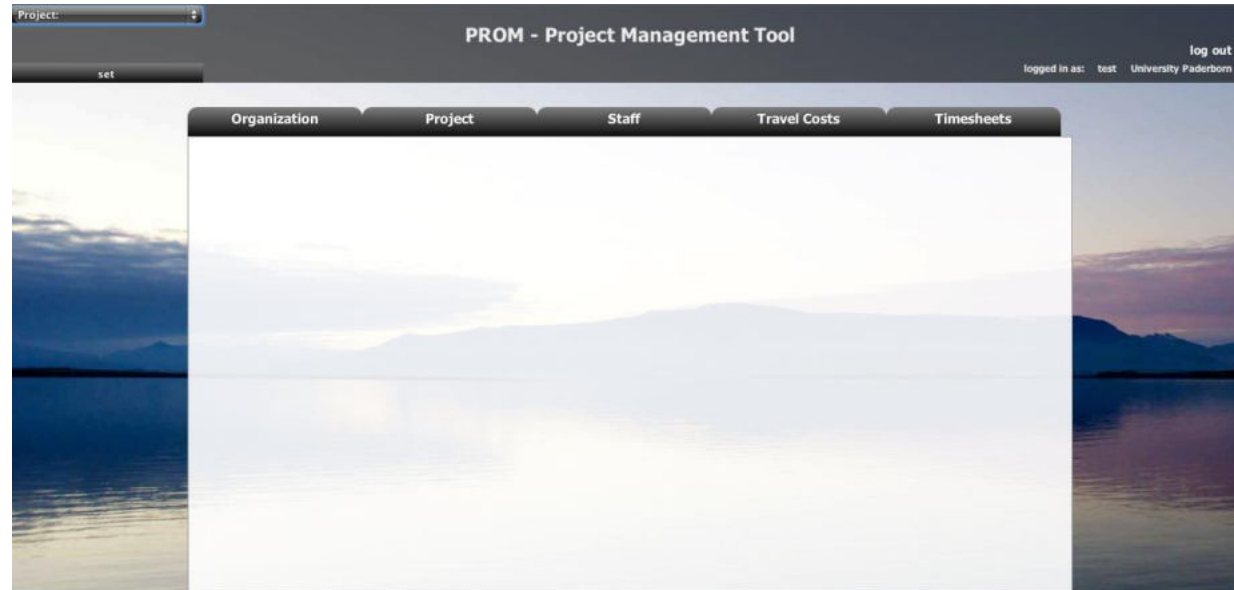 Project:
PROM - Project Management Tool
log out
set
logged in as: test University Paderborn
Organization Project Staff Travel Costs Timesheets